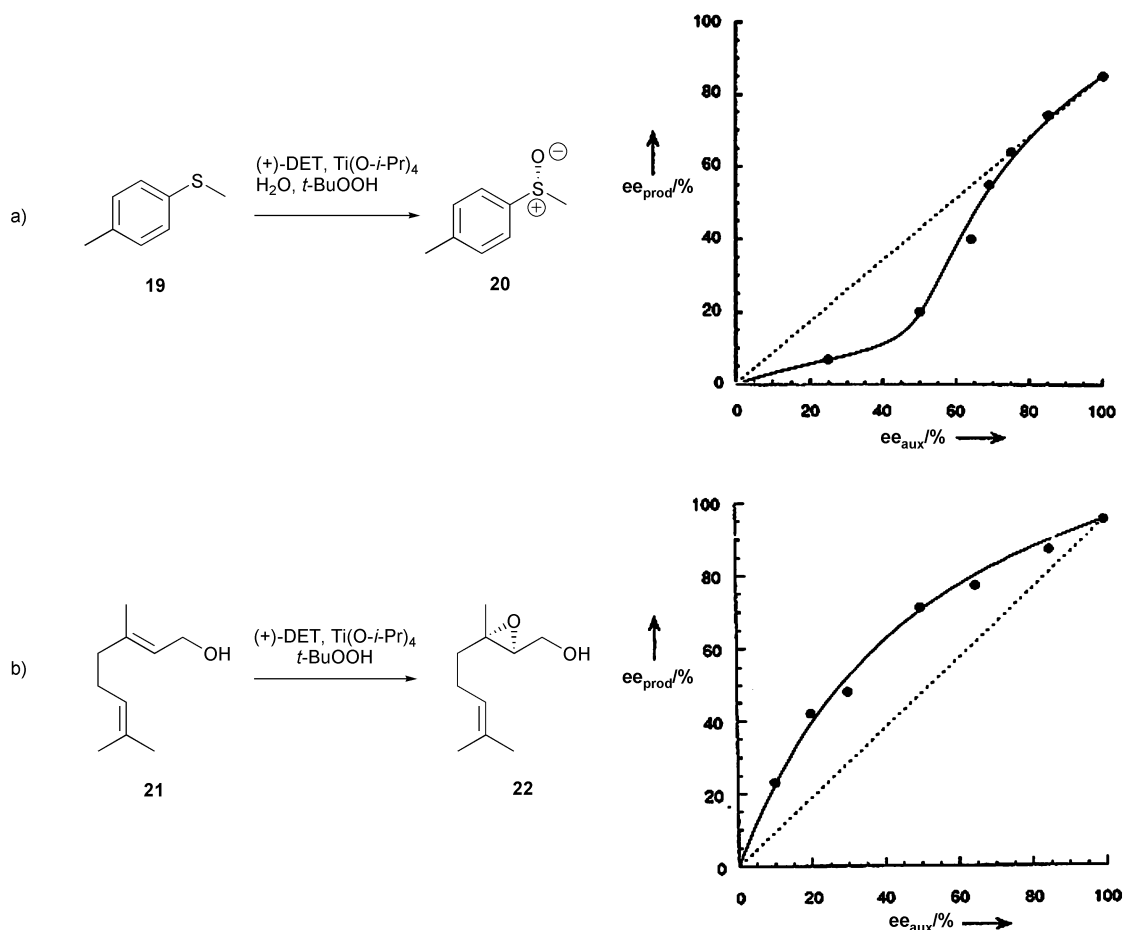 a)
S
19
(+)-DET, Ti(O-i-Pr)4
H2O, t-BuOOH
O ⊖
S
⊕
20
100
80
60
ee_prod/%
40
20
0
0 20 40 60 80 100
ee_aux/% →
b)
OH
21
(+)-DET, Ti(O-i-Pr)4
t-BuOOH
O
OH
22
100
80
60
ee_prod/%
40
20
0
0 20 40 60 80 100
ee_aux/% →